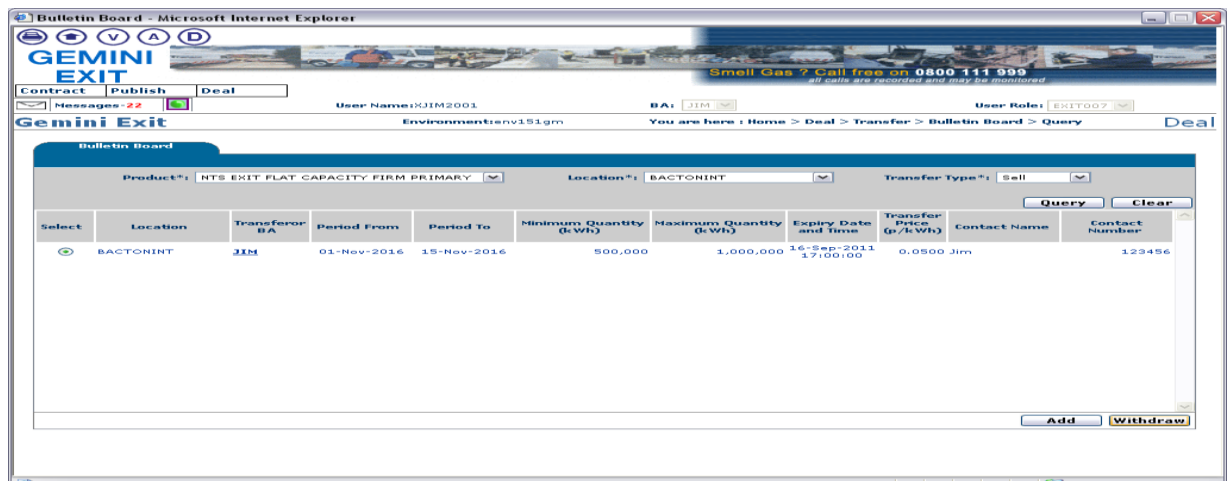 Bulletin Board - Microsoft Internet Explorer
V A D
GEMINI
EXIT
Smell Gas ? Call free on 0800 111 999
all calls are recorded and may be monitored
Contract Publish Deal
Messages-22 User Name:XJIM2001 BA: JIM User Role: EXIT007
Gemini Exit Environment:env151gm You are here : Home > Deal > Transfer > Bulletin Board > Query Deal
Bulletin Board
Product*: NTS EXIT FLAT CAPACITY FIRM PRIMARY Location*: BACTONINT Transfer Type*: Sell
Query Clear
Select Location Transferor BA Period From Period To Minimum Quantity (kWh) Maximum Quantity (kWh) Expiry Date and Time Transfer Price (p/kWh) Contact Name Contact Number
BACTONINT JIM 01-Nov-2016 15-Nov-2016 500,000 1,000,000 16-Sep-2011 17:00:00 0.0500 Jim 123456
Add Withdraw